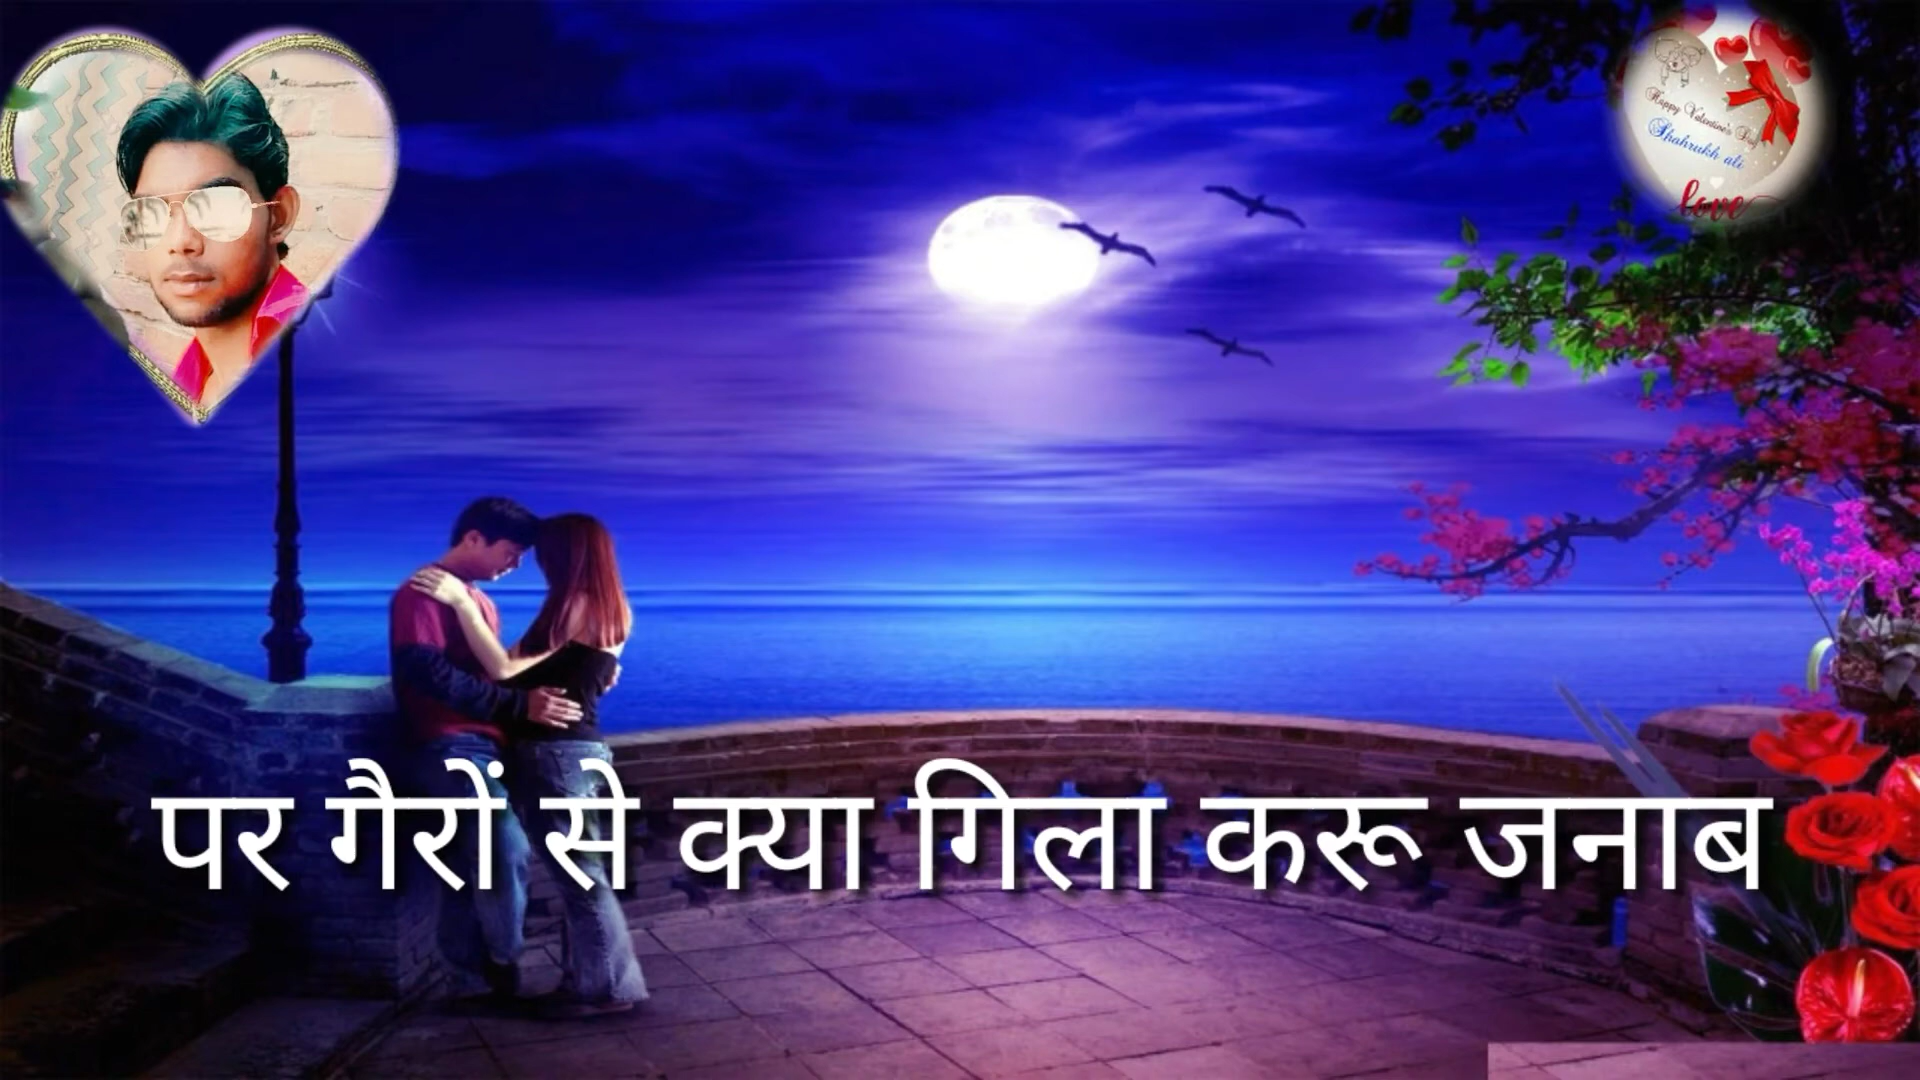 Happy Valentine's Day
Shahrukh ali
love
पर गैरों से क्या गिला करू जनाब